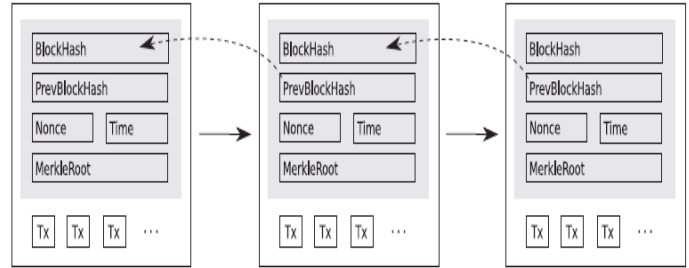 BlockHash
PrevBlockHash
Nonce Time
MerkleRoot
Tx Tx Tx ...
BlockHash
PrevBlockHash
Nonce Time
MerkleRoot
Tx Tx Tx ...
BlockHash
PrevBlockHash
Nonce Time
MerkleRoot
Tx Tx Tx ...